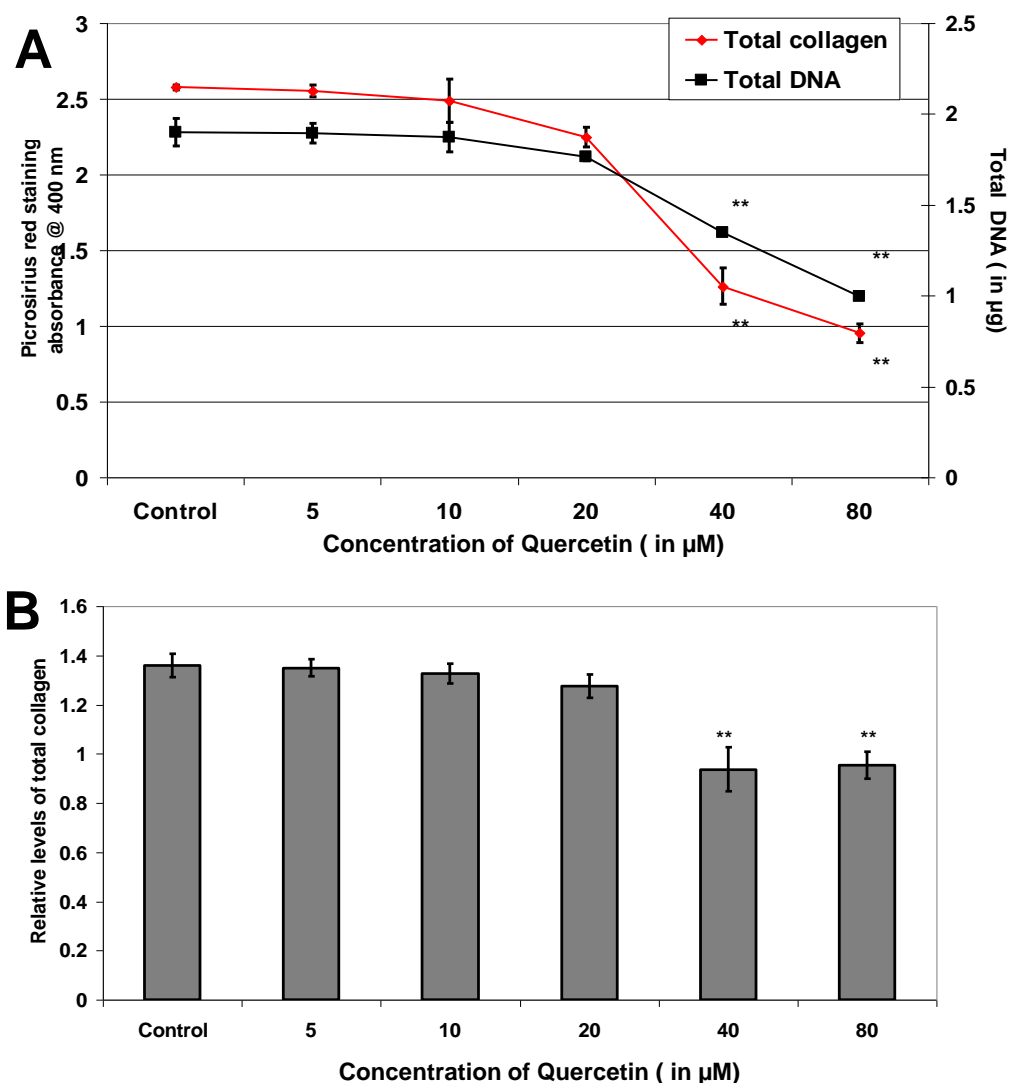 A
Total collagen
Total DNA
Picrosirius red staining
absorbance @ 400 nm
3
2.5
2
1.5
1
0.5
0
2.5
2
1.5
1
0.5
0
Total DNA ( in µg)
**
**
**
**
Control 5 10 20 40 80
Concentration of Quercetin ( in µM)
B
Relative levels of total collagen
1.6
1.4
1.2
1
0.8
0.6
0.4
0.2
0
** **
Control 5 10 20 40 80
Concentration of Quercetin ( in µM)